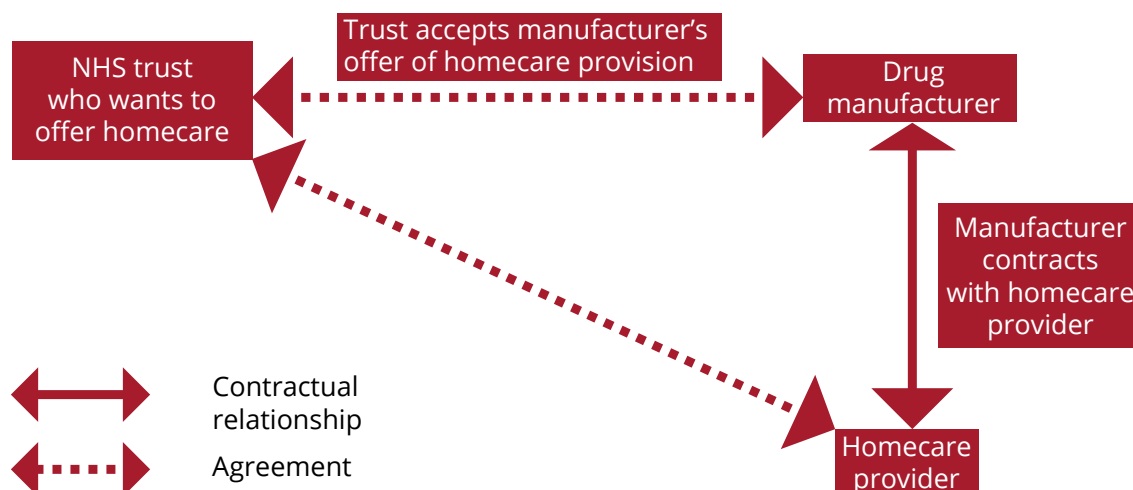 Trust accepts manufacturer’s
offer of homecare provision
NHS trust
who wants to
offer homecare
Drug
manufacturer
Manufacturer
contracts
with homecare
provider
Contractual
relationship
Agreement
Homecare
provider